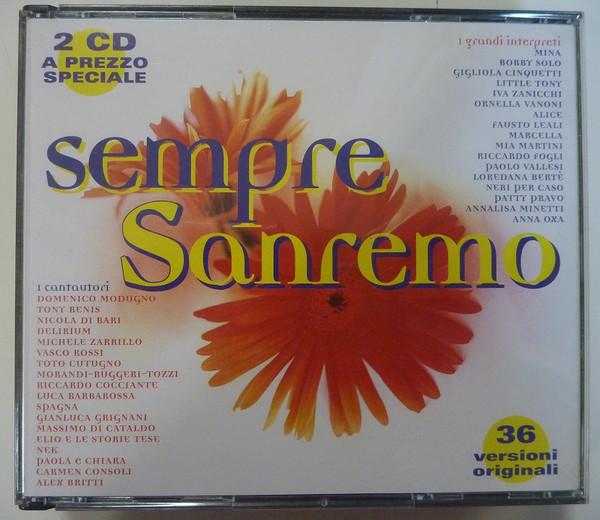 2 CD
A PREZZO
SPECIALE
I grandi interpreti
MINA
BOBBY SOLO
GIGLIOLA CINQUETTI
LITTLE TONY
IVA ZANICCHI
ORNELLA VANONI
ALICE
FAUSTO LEALI
MARCELLA
MIA MARTINI
RICCARDO FOGLI
PAOLO VALLESI
LOREDANA BERTÈ
NERI PER CASO
PATTY PRAVO
ANNALISA MINETTI
ANNA OXA
sempre
Sanremo
I cantautori
DOMENICO MODUGNO
TONY RENIS
NICOLA DI BARI
DELIRIUM
MICHELE ZARRILLO
VASCO ROSSI
TOTO CUTUGNO
MORANDI-RUGGERI-TOZZI
RICCARDO COCCIANTE
LUCA BARBAROSSA
SPAGNA
GIANLUCA GRIGNANI
MASSIMO DI CATALDO
ELIO E LE STORIE TESE
NEK
PAOLA E CHIARA
CARMEN CONSOLI
ALEX BRITTI
36
versioni
originali